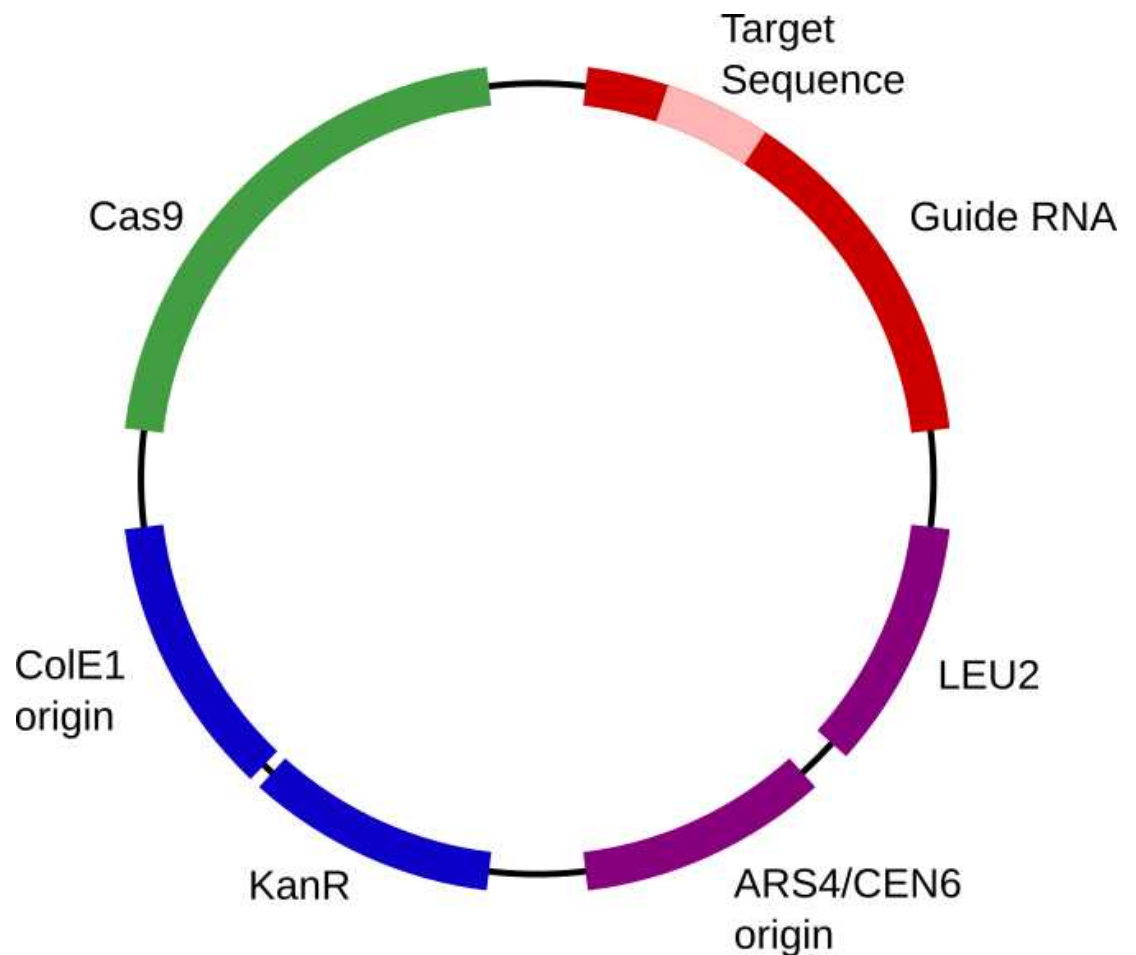 Target
Sequence
Cas9
Guide RNA
ColE1
origin
LEU2
KanR
ARS4/CEN6
origin